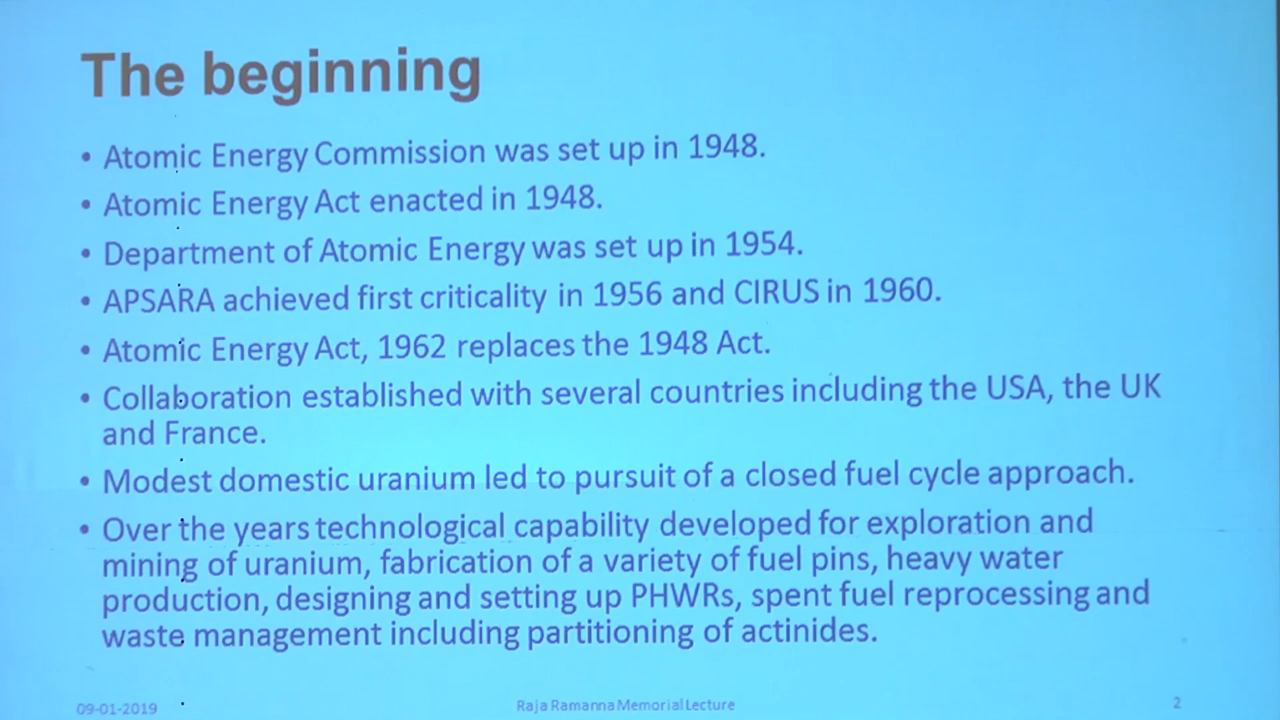 The beginning
• Atomic Energy Commission was set up in 1948.
• Atomic Energy Act enacted in 1948.
• Department of Atomic Energy was set up in 1954.
• APSARA achieved first criticality in 1956 and CIRUS in 1960.
• Atomic Energy Act, 1962 replaces the 1948 Act.
• Collaboration established with several countries including the USA, the UK
and France.
• Modest domestic uranium led to pursuit of a closed fuel cycle approach.
• Over the years technological capability developed for exploration and
mining of uranium, fabrication of a variety of fuel pins, heavy water
production, designing and setting up PHWRs, spent fuel reprocessing and
waste management including partitioning of actinides.
09-01-2019 Raja Ramanna Memorial Lecture 2